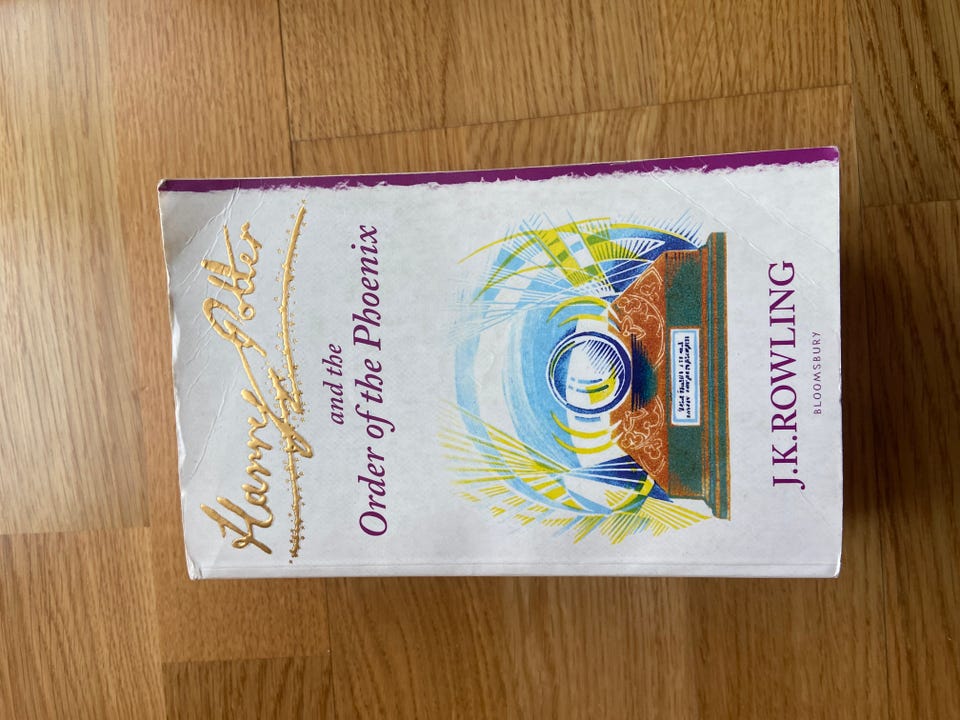 Harry Potter
and the
Order of the Phoenix
J.K.ROWLING
BLOOMSBURY